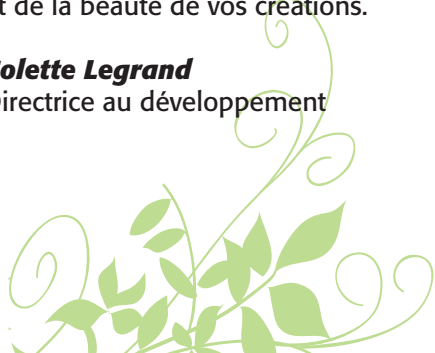 t de la beauté de vos créations.
olette Legrand
irectrice au développement